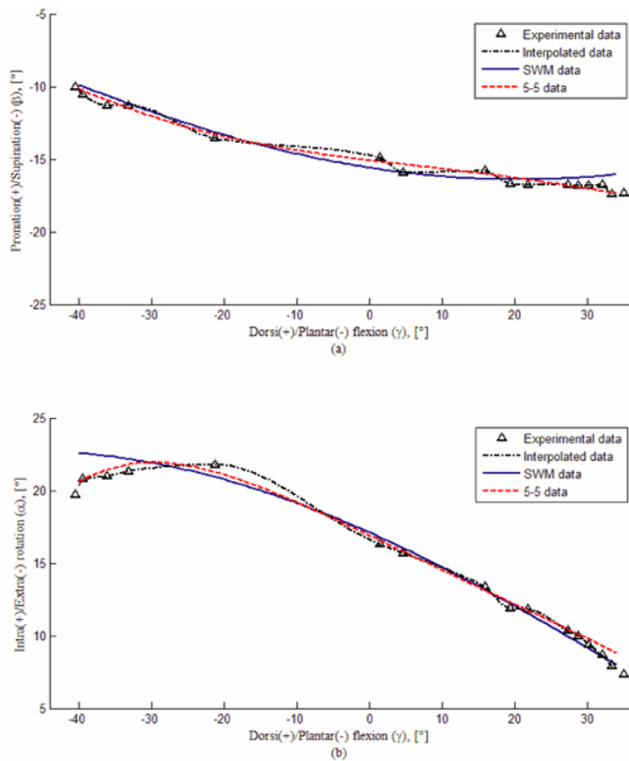 -5
-10
-15
-20
-25
Pronation(+)/Supination(-) (β), [°]
Experimental data
Interpolated data
SWM data
5-5 data
-40 -30 -20 -10 0 10 20 30
Dorsi(+)/Plantar(-) flexion (γ), [°]
(a)
25
20
15
10
5
Intra(+)/Extra(-) rotation (α), [°]
Experimental data
Interpolated data
SWM data
5-5 data
-40 -30 -20 -10 0 10 20 30
Dorsi(+)/Plantar(-) flexion (γ), [°]
(b)